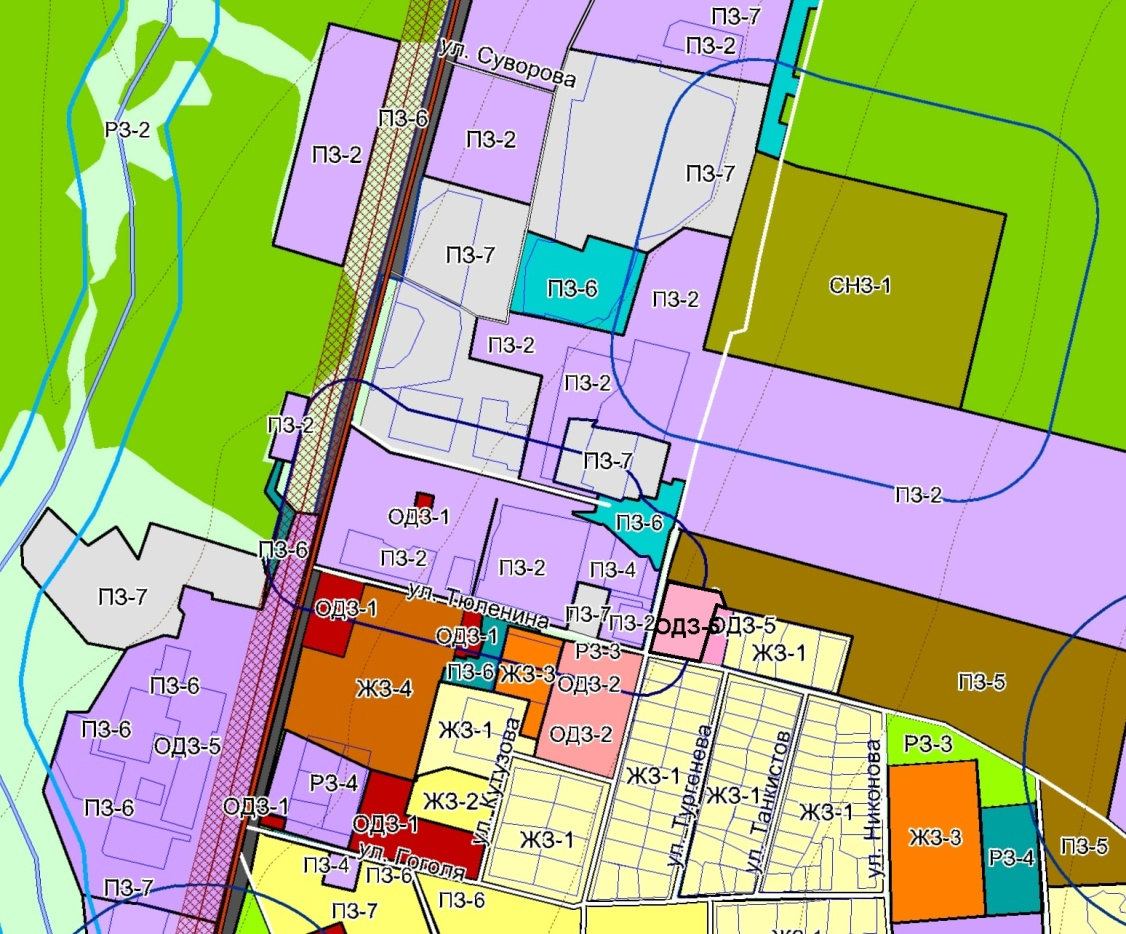 ПЗ-7
ПЗ-2
ул. Суворова
ПЗ-6
РЗ-2
ПЗ-2
ПЗ-2
ПЗ-7
ПЗ-7
ПЗ-6
ПЗ-2
СНЗ-1
ПЗ-2
ПЗ-2
ПЗ-2
ПЗ-7
ПЗ-2
ОДЗ-1
ПЗ-6
ПЗ-6
ПЗ-2
ПЗ-2
ПЗ-4
ПЗ-7
ОДЗ-1
ул. Тюленина
ПЗ-7
ПЗ-2
ОДЗ-5
ОДЗ-5
ОДЗ-1
РЗ-3
ЖЗ-1
ПЗ-6
ЖЗ-3
ОДЗ-2
ПЗ-5
ПЗ-6
ЖЗ-4
ПЗ-6
ОДЗ-5
ЖЗ-1
ОДЗ-2
РЗ-3
РЗ-4
ЖЗ-1
ЖЗ-1
ЖЗ-1
ул. Кутузова
ул. Тургенева
ул. Танкистов
ул. Никонова
ПЗ-6
ОДЗ-1
ЖЗ-2
ОДЗ-1
ЖЗ-1
ЖЗ-3
РЗ-4
ПЗ-5
ул. Гоголя
ПЗ-4
ПЗ-6
ПЗ-7
ПЗ-7
ПЗ-6
ЖЗ-1